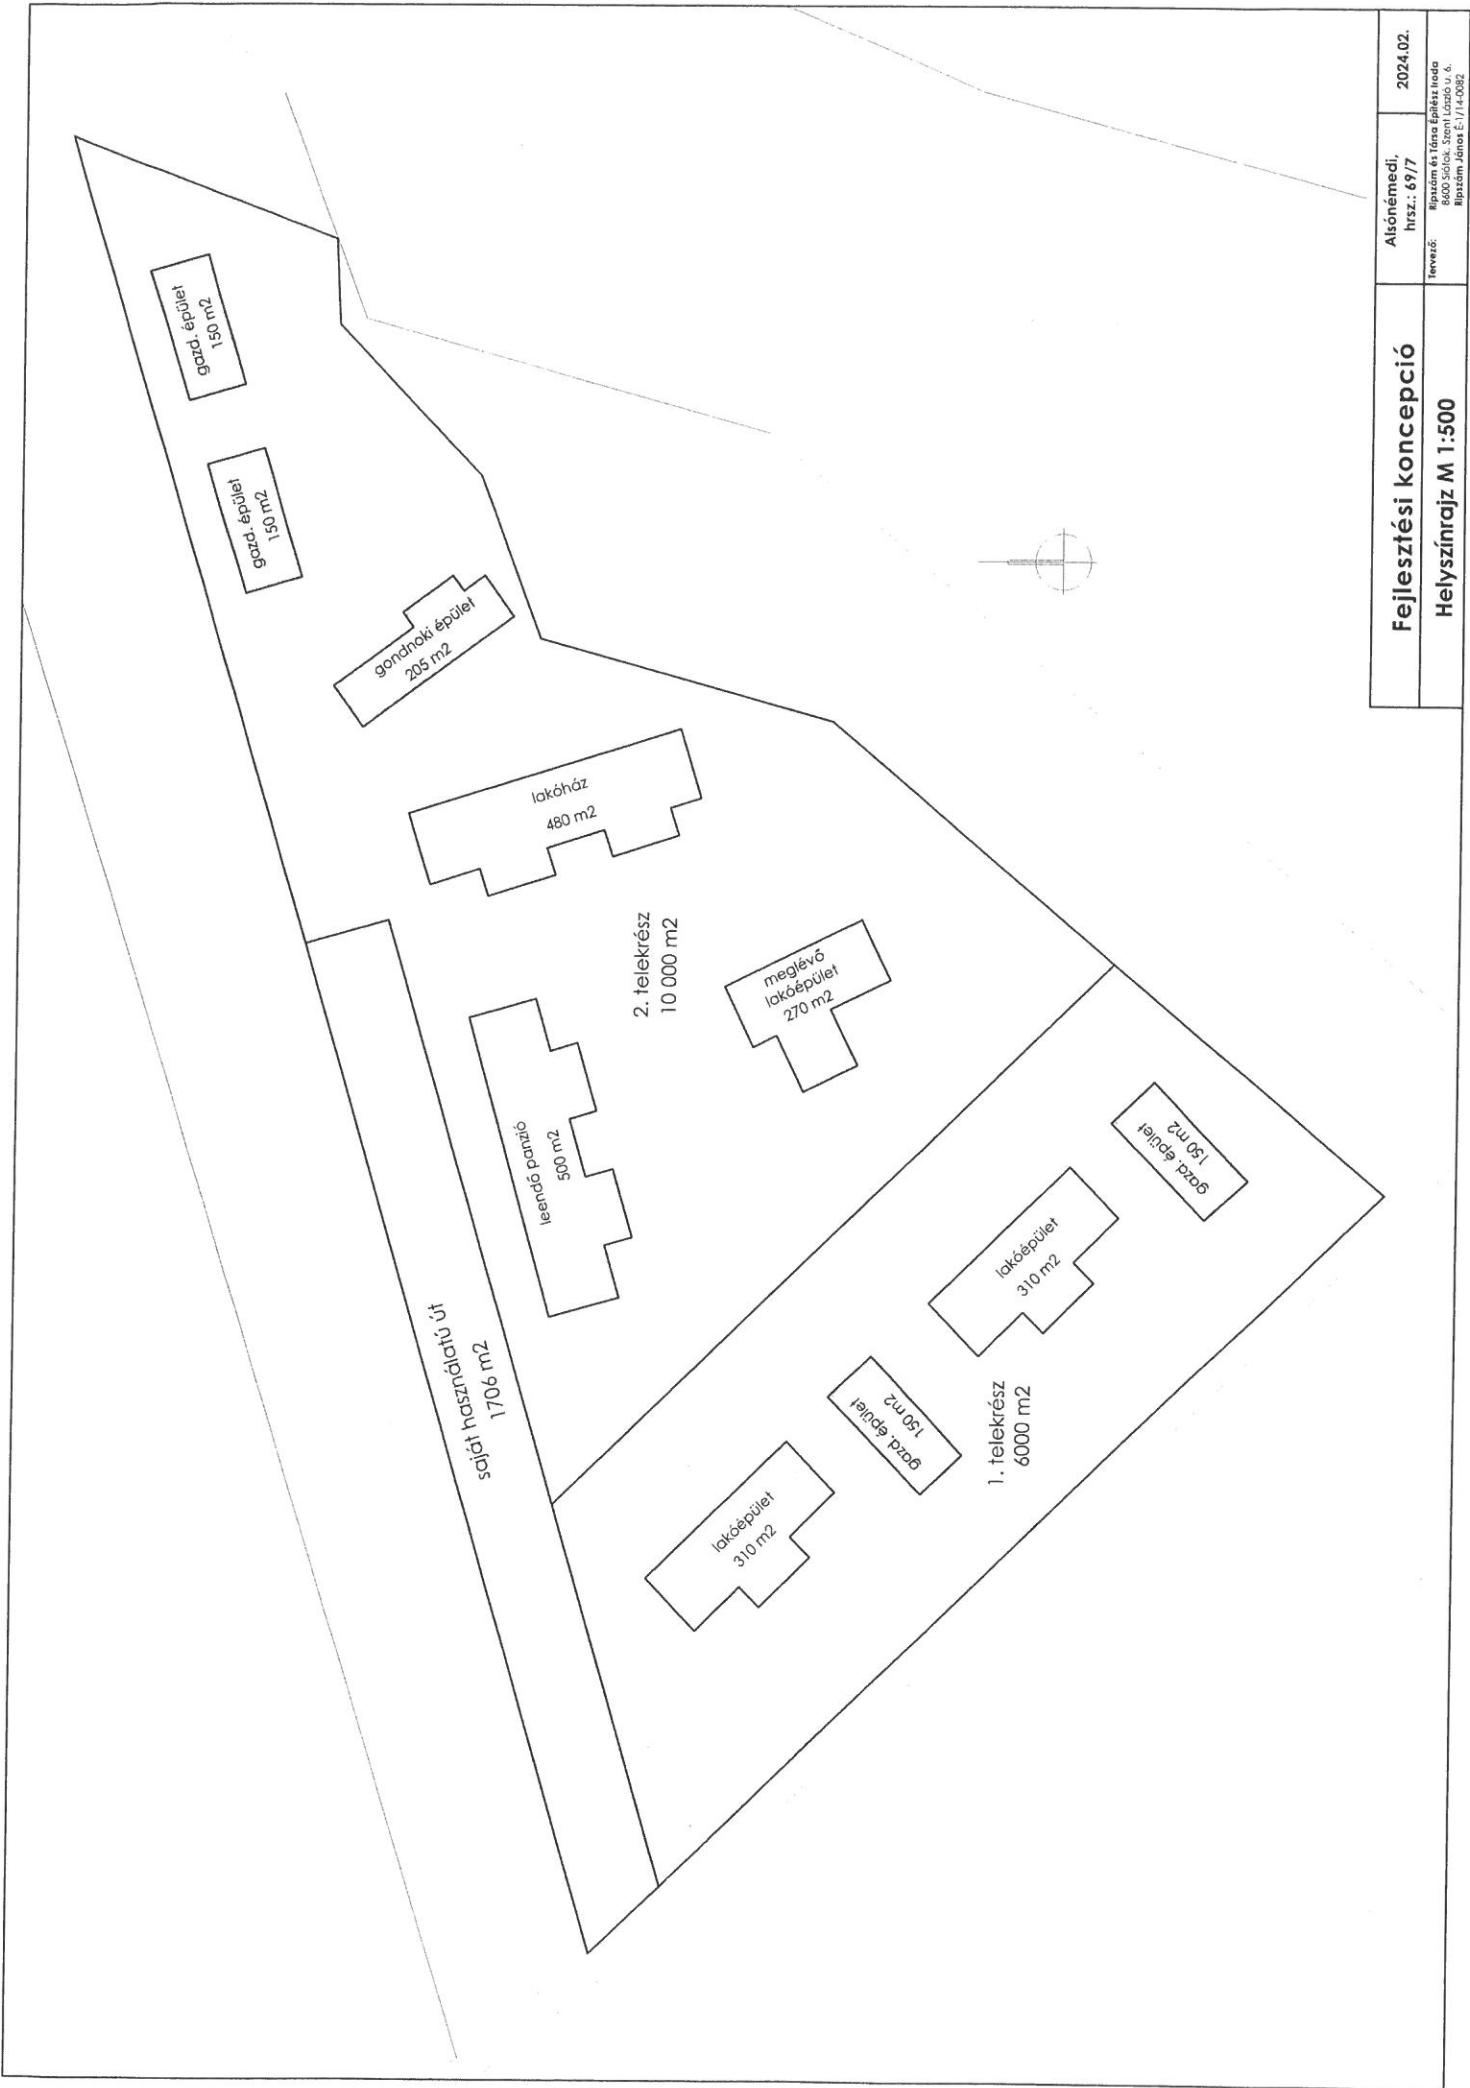 gazd. épület
150 m2
gazd. épület
150 m2
gondnoki épület
205 m2
lakóház
480 m2
2. telekrész
10 000 m2
meglévő
lakóépület
270 m2
leendő panzió
500 m2
saját használatú út
1706 m2
gazd. épület
150 m2
lakóépület
310 m2
gazd. épület
150 m2
lakóépület
310 m2
1. telekrész
6000 m2
Fejlesztési koncepció
Alsónémedi,
hrsz.: 69/7
2024.02.
Helyszínrajz M 1:500
Tervező:
Ripszám és Társa Építész Iroda
8600 Siófok, Szent László u. 6.
Ripszám János É-1/14-0082